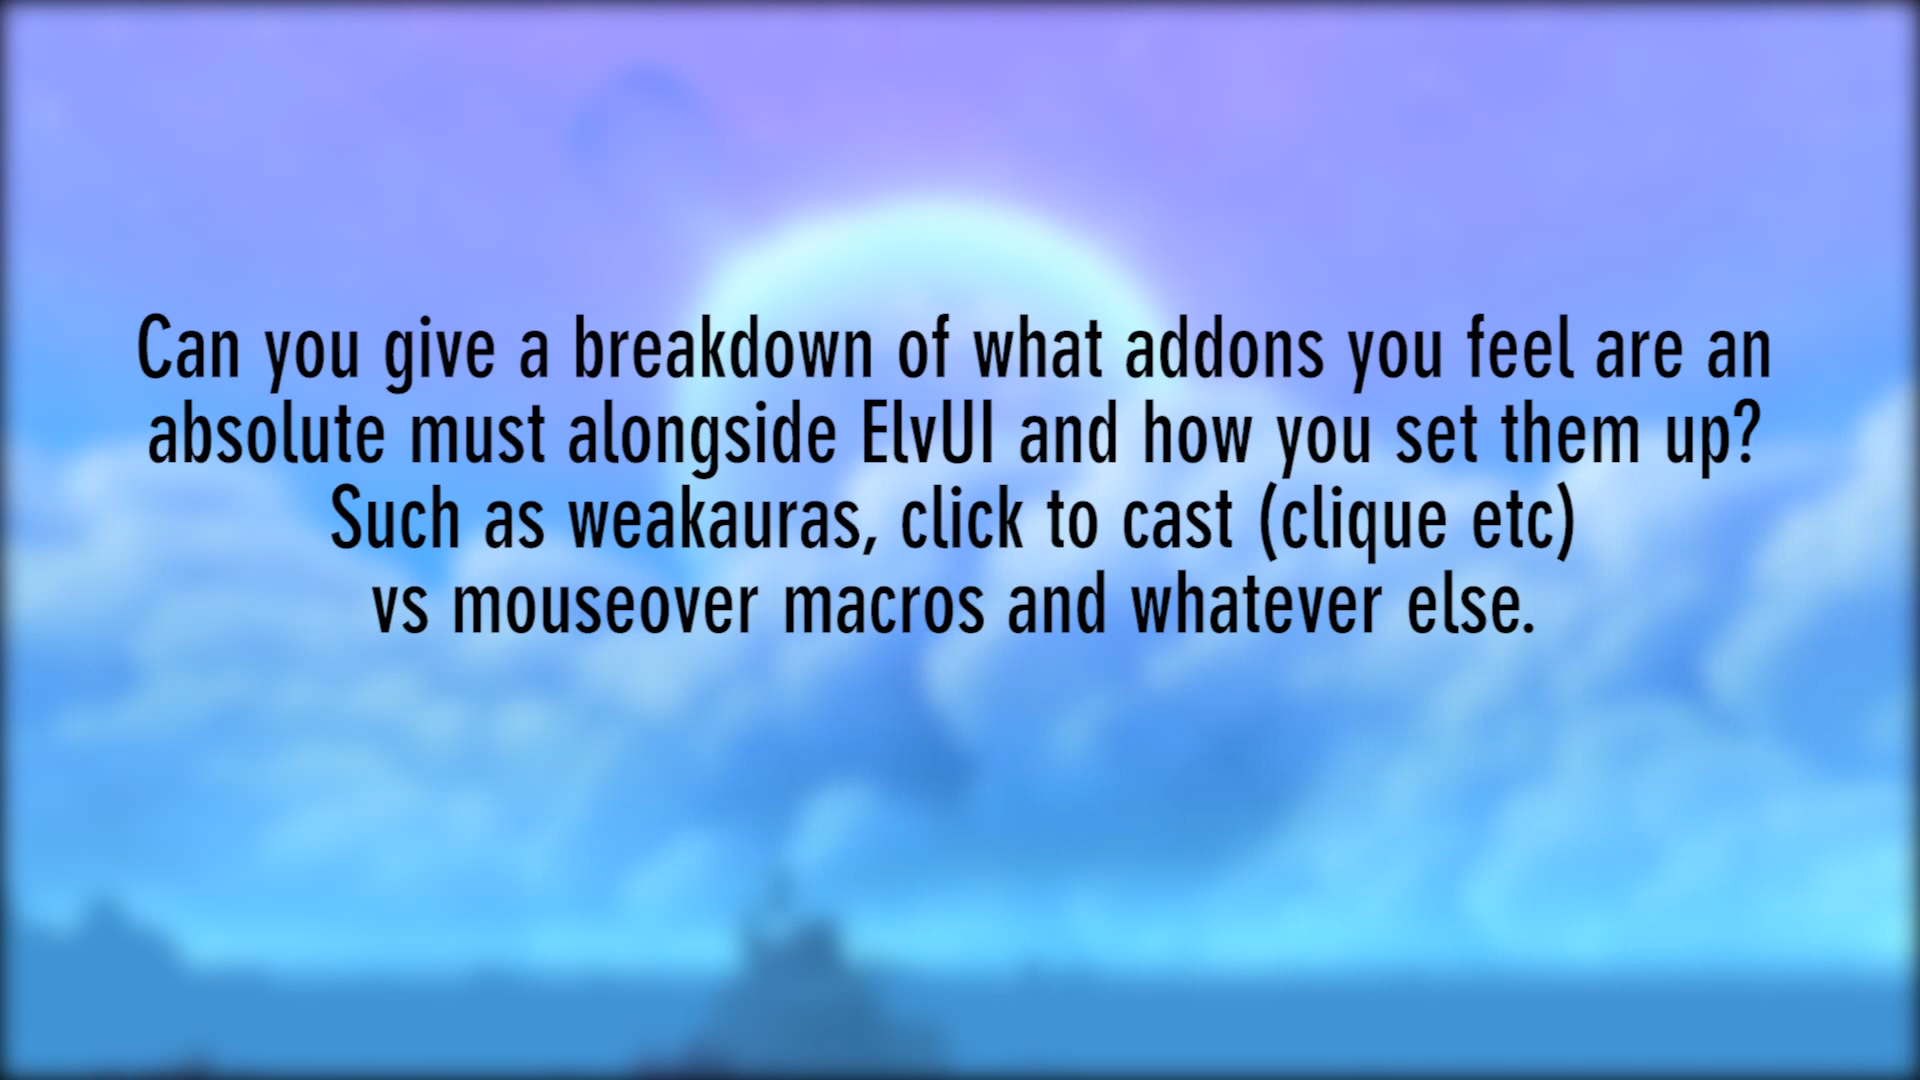 Can you give a breakdown of what addons you feel are an
absolute must alongside ElvUI and how you set them up?
Such as weakauras, click to cast (clique etc)
vs mouseover macros and whatever else.